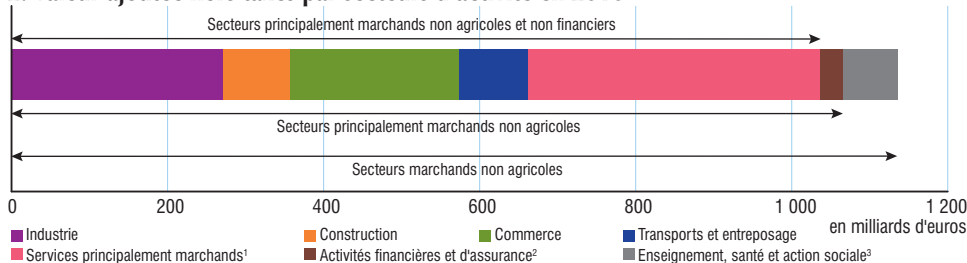 Secteurs principalement marchands non agricoles et non financiers
Secteurs principalement marchands non agricoles
Secteurs marchands non agricoles
0 200 400 600 800 1 000 1 200
en milliards d'euros
Industrie Construction Commerce Transports et entreposage
Services principalement marchands¹ Activités financières et d'assurance² Enseignement, santé et action sociale³